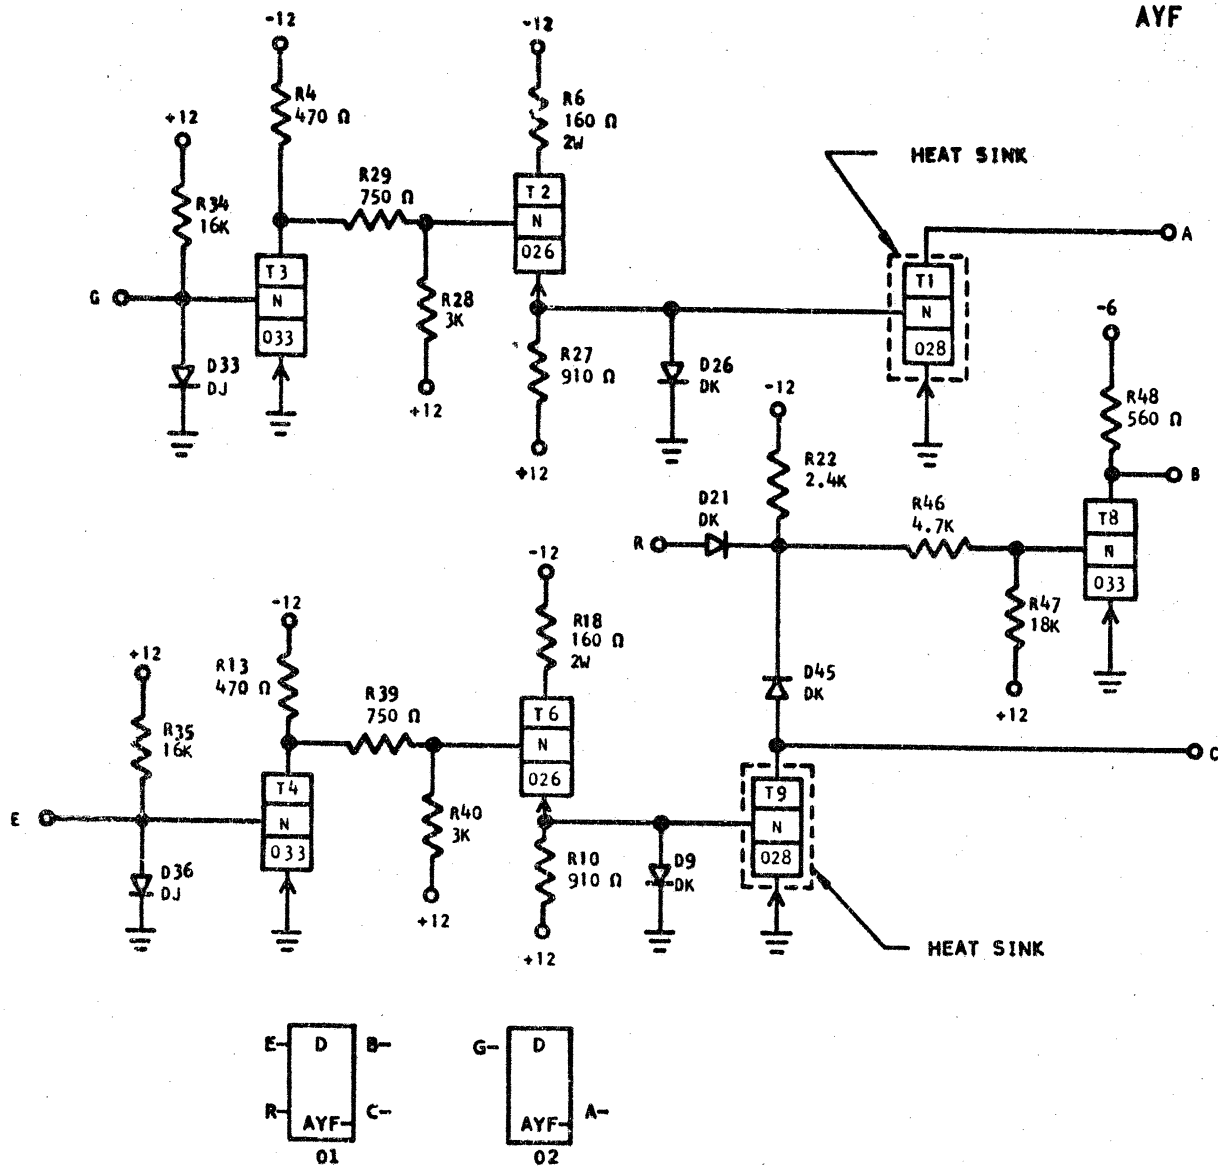 AYF
-12
-12
R4
470 Ω
R6
160 Ω
2W
+12
HEAT SINK
R34
16K
R29
750 Ω
T2
N
026
A
T3
N
033
G
T1
N
028
R28
3K
-6
D33
DJ
R27
910 Ω
D26
DK
-12
R48
560 Ω
+12
+12
R22
2.4K
B
D21
DK
R46
4.7K
T8
N
033
R
-12
-12
R18
160 Ω
2W
R47
18K
+12
R13
470 Ω
R39
750 Ω
D45
DK
+12
R35
16K
T6
N
026
C
T4
N
033
T9
N
028
E
R40
3K
D36
DJ
R10
910 Ω
D9
DK
+12
+12
HEAT SINK
E- D B-
R- AYF- C-
01
G- D
AYF- A-
02